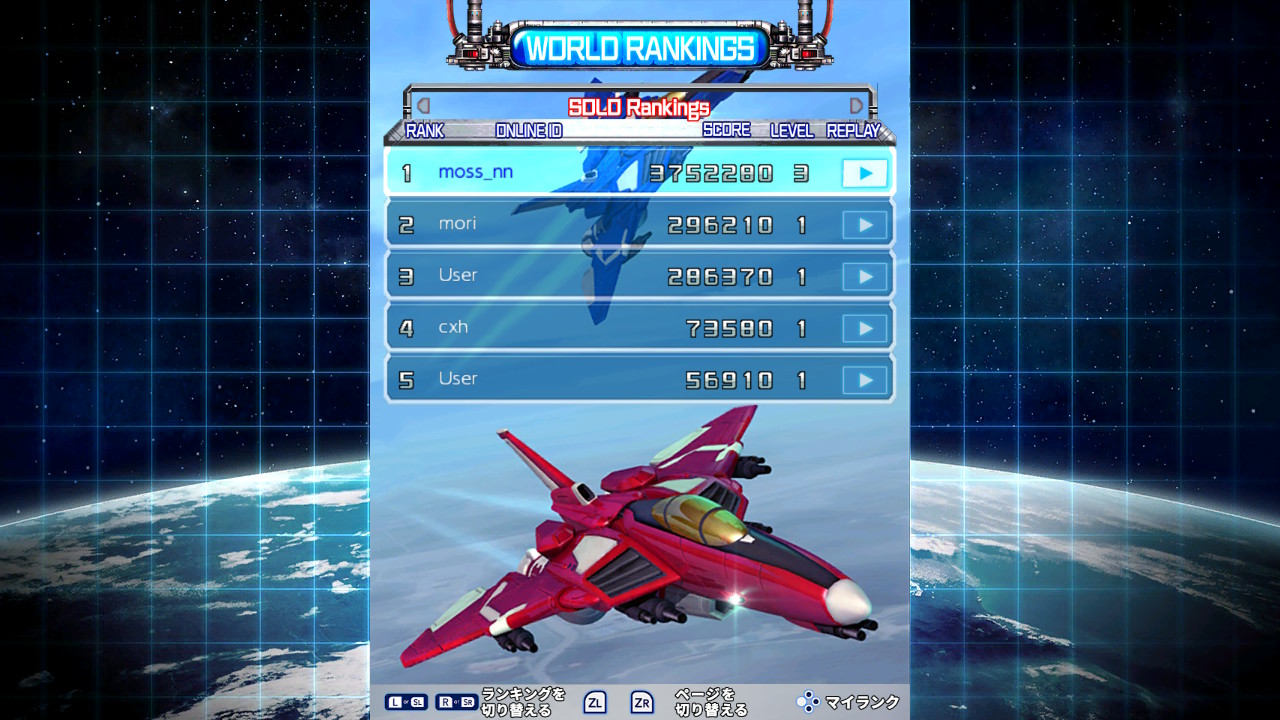 WORLD RANKINGS
SOLO Rankings
RANK ONLINE ID SCORE LEVEL REPLAY
1 moss_nn 3752280 3
2 mori 296210 1
3 User 286370 1
4 cxh 73580 1
5 User 56910 1
L or SL R or SR ランキングを
切り替える
ZL ZR ページを
切り替える
マイランク